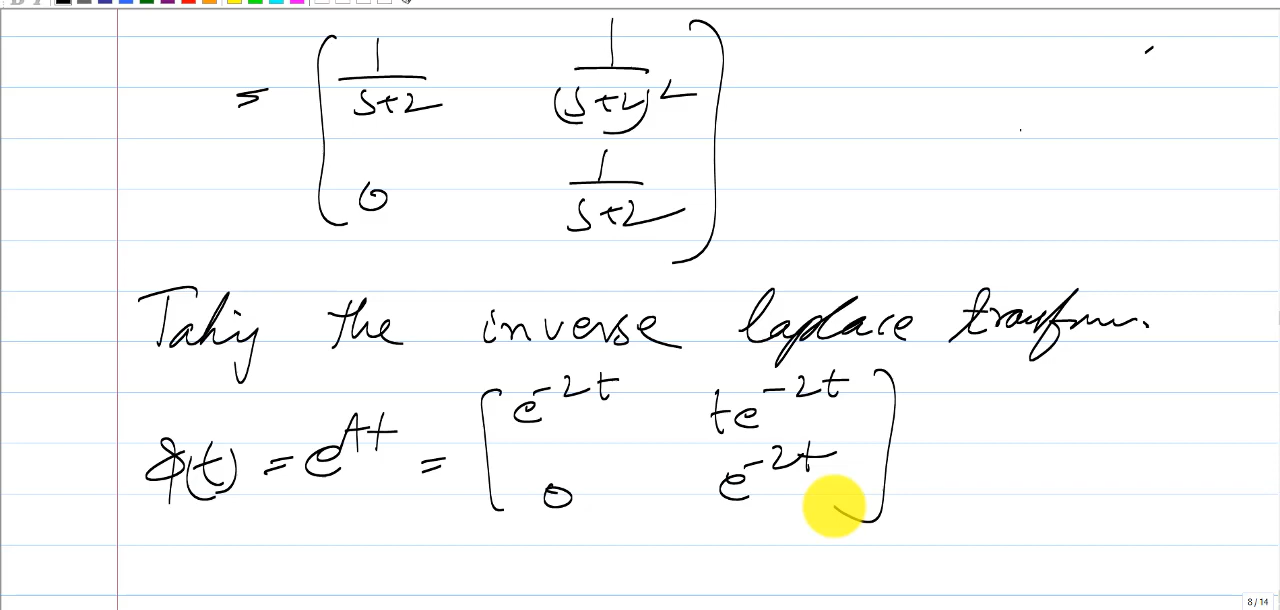 = [ 1/(s+2)  1/(s+2)²
0  1/(s+2) ]
Taking the inverse laplace transform.
φ(t) = e^{At} = [ e^{-2t}  te^{-2t}
0  e^{-2t} ]
8 / 14